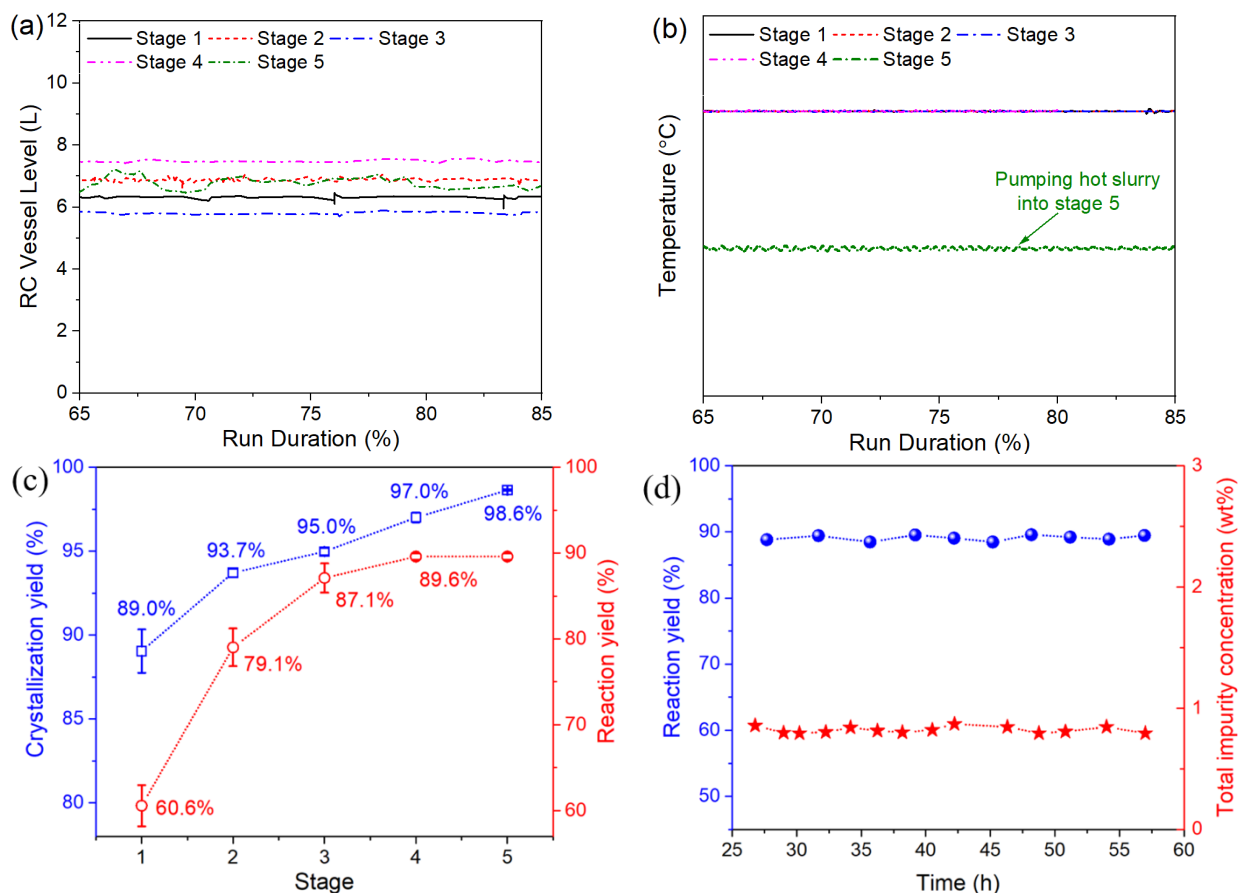 (a)
Stage 1 Stage 2 Stage 3
Stage 4 Stage 5
RC Vessel Level (L)
12
10
8
6
4
2
0
65 70 75 80 85
Run Duration (%)
(b)
Stage 1 Stage 2 Stage 3
Stage 4 Stage 5
Temperature (°C)
Pumping hot slurry
into stage 5
65 70 75 80 85
Run Duration (%)
(c)
Crystallization yield (%)
100
95
90
85
80
89.0%
93.7%
95.0%
97.0%
98.6%
60.6%
79.1%
87.1%
89.6%
100
90
80
70
60
Reaction yield (%)
1 2 3 4 5
Stage
(d)
Reaction yield (%)
100
90
80
70
60
50
3
2
1
0
Total impurity concentration (wt%)
25 30 35 40 45 50 55 60
Time (h)